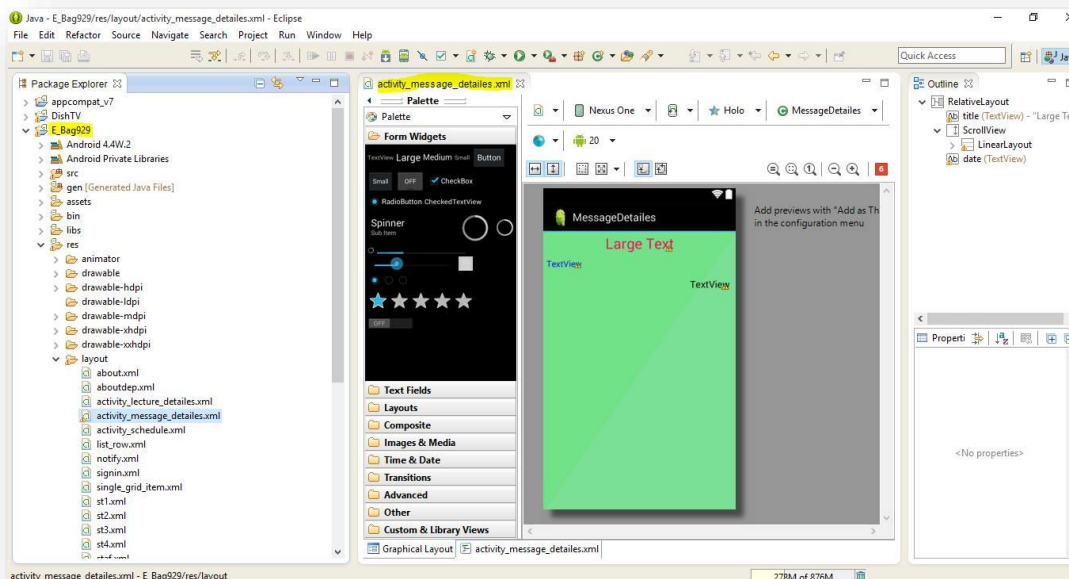 Java - E_Bag929/res/layout/activity_message_detailes.xml - Eclipse
File Edit Refactor Source Navigate Search Project Run Window Help
Quick Access
Package Explorer
appcompat_v7
DishTV
E_Bag929
Android 4.4W.2
Android Private Libraries
src
gen [Generated Java Files]
assets
bin
libs
res
animator
drawable
drawable-hdpi
drawable-ldpi
drawable-mdpi
drawable-xhdpi
drawable-xxhdpi
layout
about.xml
aboutdep.xml
activity_lecture_detailes.xml
activity_message_detailes.xml
activity_schedule.xml
list_row.xml
notify.xml
signin.xml
single_grid_item.xml
st1.xml
st2.xml
st3.xml
st4.xml
activity_message_detailes.xml
Palette
Palette
Form Widgets
TextView Large Medium Small Button
Small OFF CheckBox
RadioButton CheckedTextView
Spinner
Sub Item
OFF
Text Fields
Layouts
Composite
Images & Media
Time & Date
Transitions
Advanced
Other
Custom & Library Views
Graphical Layout activity_message_detailes.xml
Nexus One Holo MessageDetailes
20
6
MessageDetailes
Large Text
TextView
TextView
Add previews with "Add as Th
in the configuration menu
Outline
RelativeLayout
title (TextView) - "Large Te
ScrollView
LinearLayout
date (TextView)
Properti
<No properties>
activity_message_detailes.xml - E_Bag929/res/layout
278M of 876M